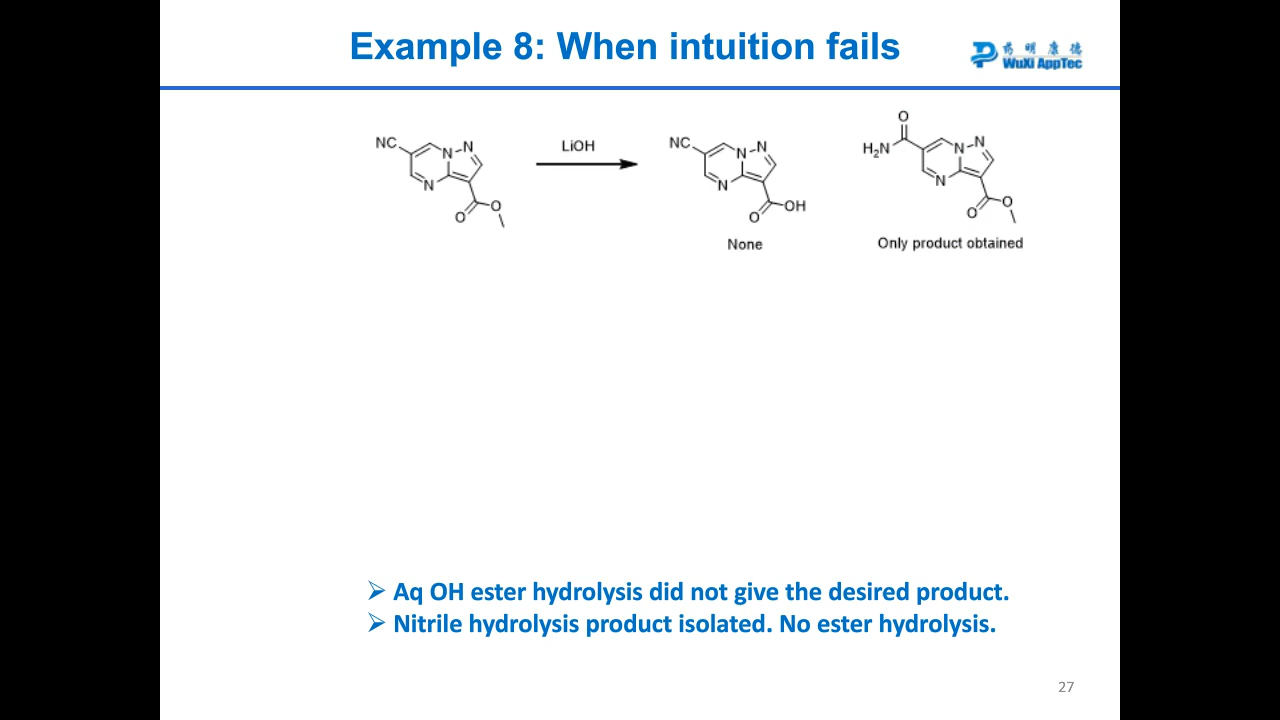 Example 8: When intuition fails
药 明 康 德
WuXi AppTec
NC
N
N
N
O
O
LiOH
NC
N
N
N
O
OH
None
O
H₂N
N
N
N
O
O
Only product obtained
➢ Aq OH ester hydrolysis did not give the desired product.
➢ Nitrile hydrolysis product isolated. No ester hydrolysis.
27